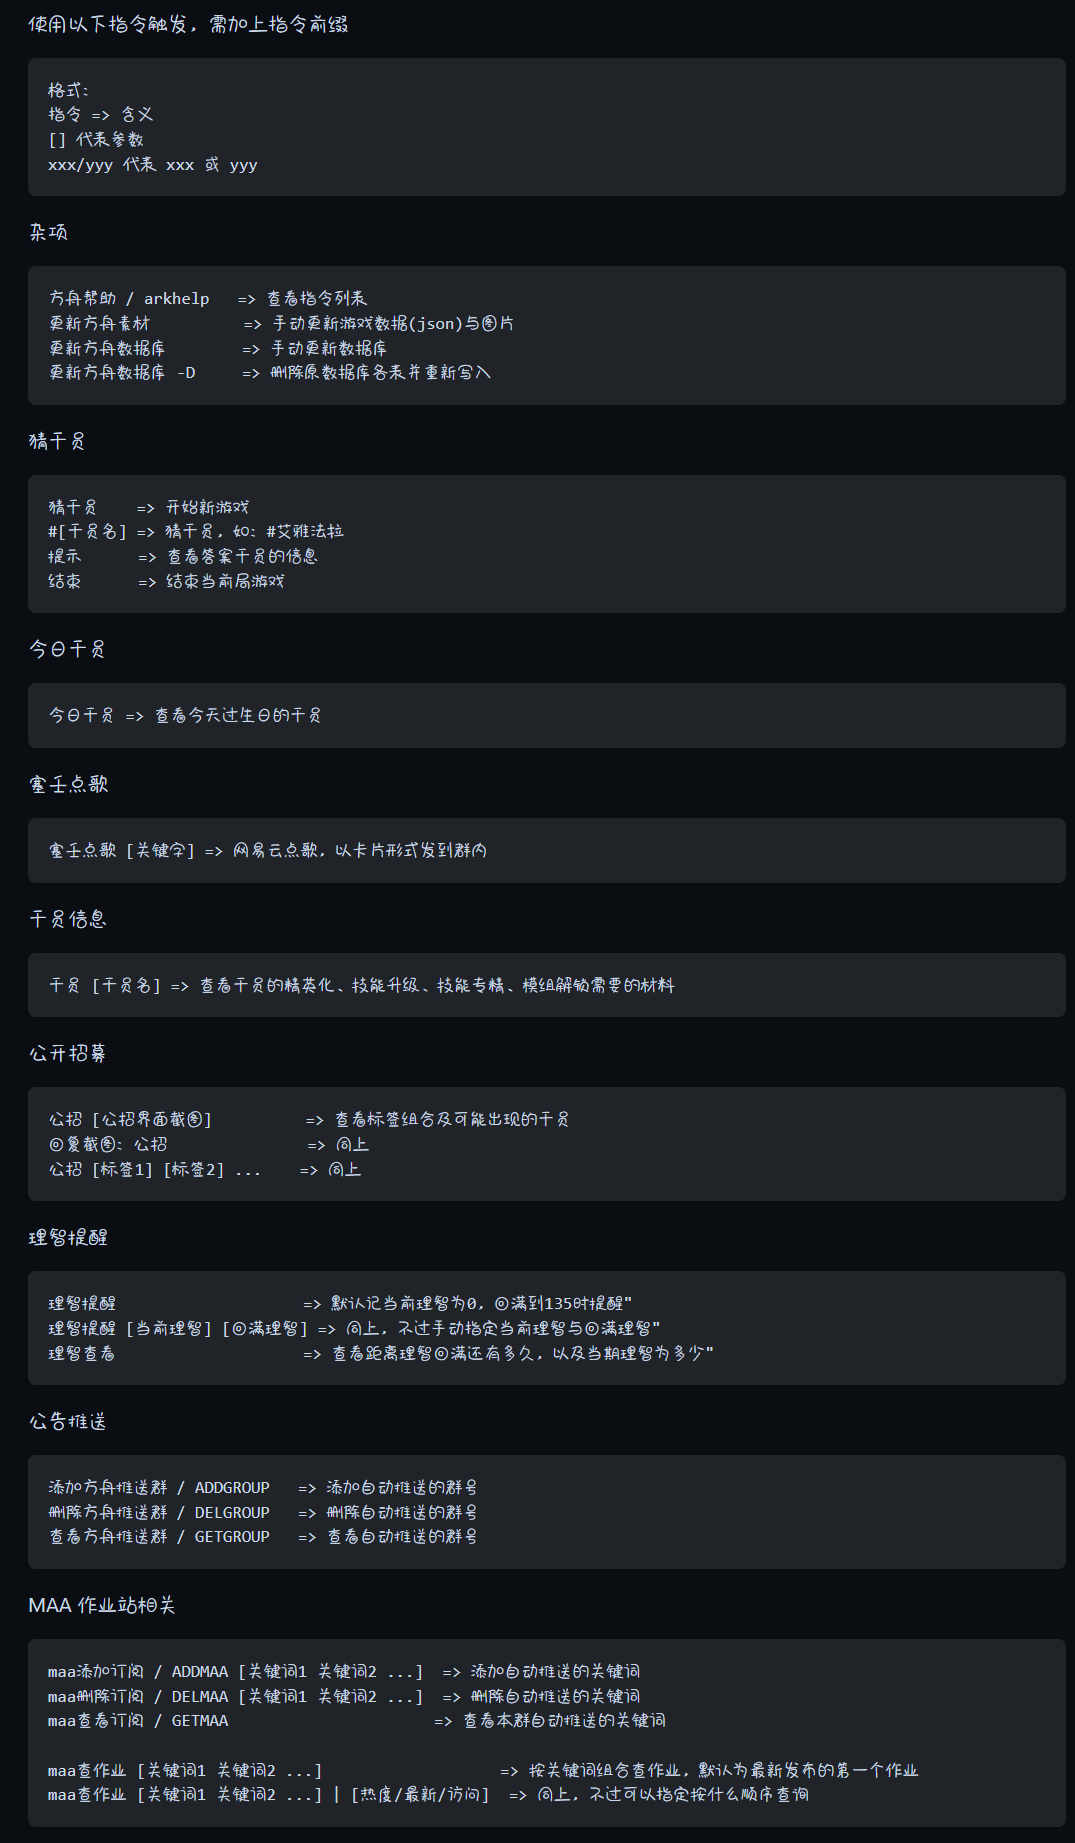 使用以下指令触发，需加上指令前缀
格式：
指令 => 含义
[] 代表参数
xxx/yyy 代表 xxx 或 yyy
杂项
方舟帮助 / arkhelp => 查看指令列表
更新方舟素材 => 手动更新游戏数据(json)与图片
更新方舟数据库 => 手动更新数据库
更新方舟数据库 -D => 删除原数据库各表并重新写入
猜干员
猜干员 => 开始新游戏
#[干员名] => 猜干员，如：#艾雅法拉
提示 => 查看答案干员的信息
结束 => 结束当前局游戏
今日干员
今日干员 => 查看今天过生日的干员
塞壬点歌
塞壬点歌 [关键字] => 网易云点歌，以卡片形式发到群内
干员信息
干员 [干员名] => 查看干员的精英化、技能升级、技能专精、模组解锁需要的材料
公开招募
公招 [公招界面截图] => 查看标签组合及可能出现的干员
回复截图：公招 => 同上
公招 [标签1] [标签2] ... => 同上
理智提醒
理智提醒 => 默认记当前理智为0，回满到135时提醒"
理智提醒 [当前理智] [回满理智] => 同上，不过手动指定当前理智与回满理智"
理智查看 => 查看距离理智回满还有多久，以及当期理智为多少"
公告推送
添加方舟推送群 / ADDGROUP => 添加自动推送的群号
删除方舟推送群 / DELGROUP => 删除自动推送的群号
查看方舟推送群 / GETGROUP => 查看自动推送的群号
MAA 作业站相关
maa添加订阅 / ADDMAA [关键词1 关键词2 ...] => 添加自动推送的关键词
maa删除订阅 / DELMAA [关键词1 关键词2 ...] => 删除自动推送的关键词
maa查看订阅 / GETMAA => 查看本群自动推送的关键词
maa查作业 [关键词1 关键词2 ...] => 按关键词组合查作业，默认为最新发布的第一个作业
maa查作业 [关键词1 关键词2 ...] | [热度/最新/访问] => 同上，不过可以指定按什么顺序查询